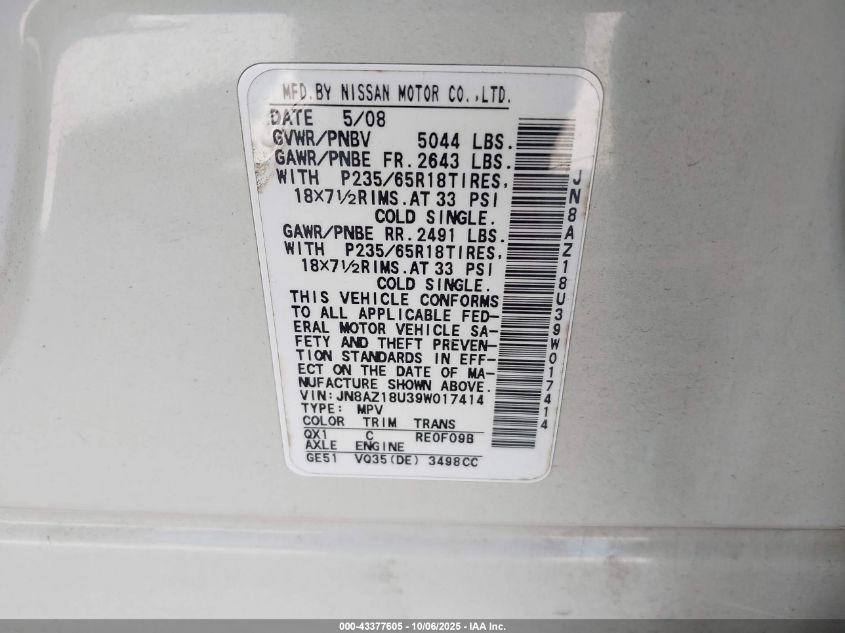 MFD.BY NISSAN MOTOR CO.,LTD.
DATE 5/08
GVWR/PNBV 5044 LBS.
GAWR/PNBE FR.2643 LBS.
WITH P235/65R18TIRES,
18×7½RIMS.AT 33 PSI
COLD SINGLE.
GAWR/PNBE RR.2491 LBS.
WITH P235/65R18TIRES,
18×7½RIMS.AT 33 PSI
COLD SINGLE.
THIS VEHICLE CONFORMS
TO ALL APPLICABLE FED-
ERAL MOTOR VEHICLE SA-
FETY AND THEFT PREVEN-
TION STANDARDS IN EFF-
ECT ON THE DATE OF MA-
NUFACTURE SHOWN ABOVE.
VIN:JN8AZ18U39W017414
TYPE: MPV
COLOR TRIM TRANS
QX1 C RE0F09B
AXLE ENGINE
GE51 VQ35(DE) 3498CC
JN8AZ18U39W017414
000-43377605 - 10/06/2025 - IAA Inc.